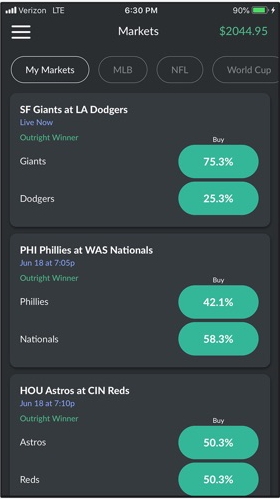 Verizon LTE 6:30 PM 90%
Markets $2044.95
My Markets MLB NFL World Cup
SF Giants at LA Dodgers
Live Now
Outright Winner
Buy
Giants 75.3%
Dodgers 25.3%
PHI Phillies at WAS Nationals
Jun 18 at 7:05p
Outright Winner
Buy
Phillies 42.1%
Nationals 58.3%
HOU Astros at CIN Reds
Jun 18 at 7:10p
Outright Winner
Buy
Astros 50.3%
Reds 50.3%